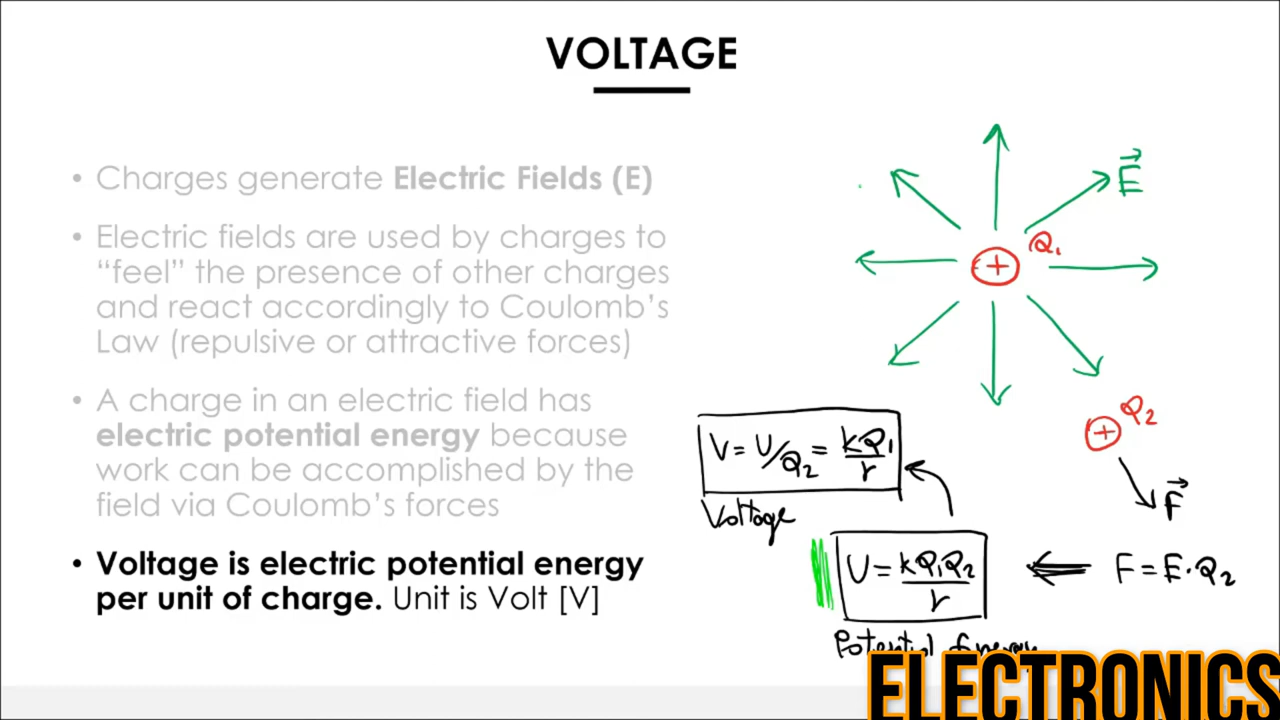 VOLTAGE
• Charges generate Electric Fields (E)
• Electric fields are used by charges to
“feel” the presence of other charges
and react accordingly to Coulomb’s
Law (repulsive or attractive forces)
• A charge in an electric field has
electric potential energy because
work can be accomplished by the
field via Coulomb’s forces
• Voltage is electric potential energy
per unit of charge. Unit is Volt [V]
E⃗
Q₁
+
Q₂
+
F⃗
V = U/Q₂ = kQ₁/r
Voltage
U = kQ₁Q₂/r
F = E·Q₂
Potential Energy
ELECTRONICS